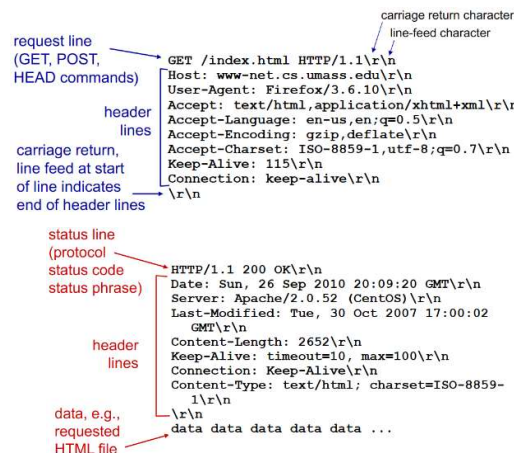 carriage return character
line-feed character
request line
(GET, POST,
HEAD commands)
header
lines
carriage return,
line feed at start
of line indicates
end of header lines
GET /index.html HTTP/1.1\r\n
Host: www-net.cs.umass.edu\r\n
User-Agent: Firefox/3.6.10\r\n
Accept: text/html,application/xhtml+xml\r\n
Accept-Language: en-us,en;q=0.5\r\n
Accept-Encoding: gzip,deflate\r\n
Accept-Charset: ISO-8859-1,utf-8;q=0.7\r\n
Keep-Alive: 115\r\n
Connection: keep-alive\r\n
\r\n
status line
(protocol
status code
status phrase)
header
lines
data, e.g.,
requested
HTML file
HTTP/1.1 200 OK\r\n
Date: Sun, 26 Sep 2010 20:09:20 GMT\r\n
Server: Apache/2.0.52 (CentOS)\r\n
Last-Modified: Tue, 30 Oct 2007 17:00:02
GMT\r\n
Content-Length: 2652\r\n
Keep-Alive: timeout=10, max=100\r\n
Connection: Keep-Alive\r\n
Content-Type: text/html; charset=ISO-8859-
1\r\n
\r\n
data data data data data ...